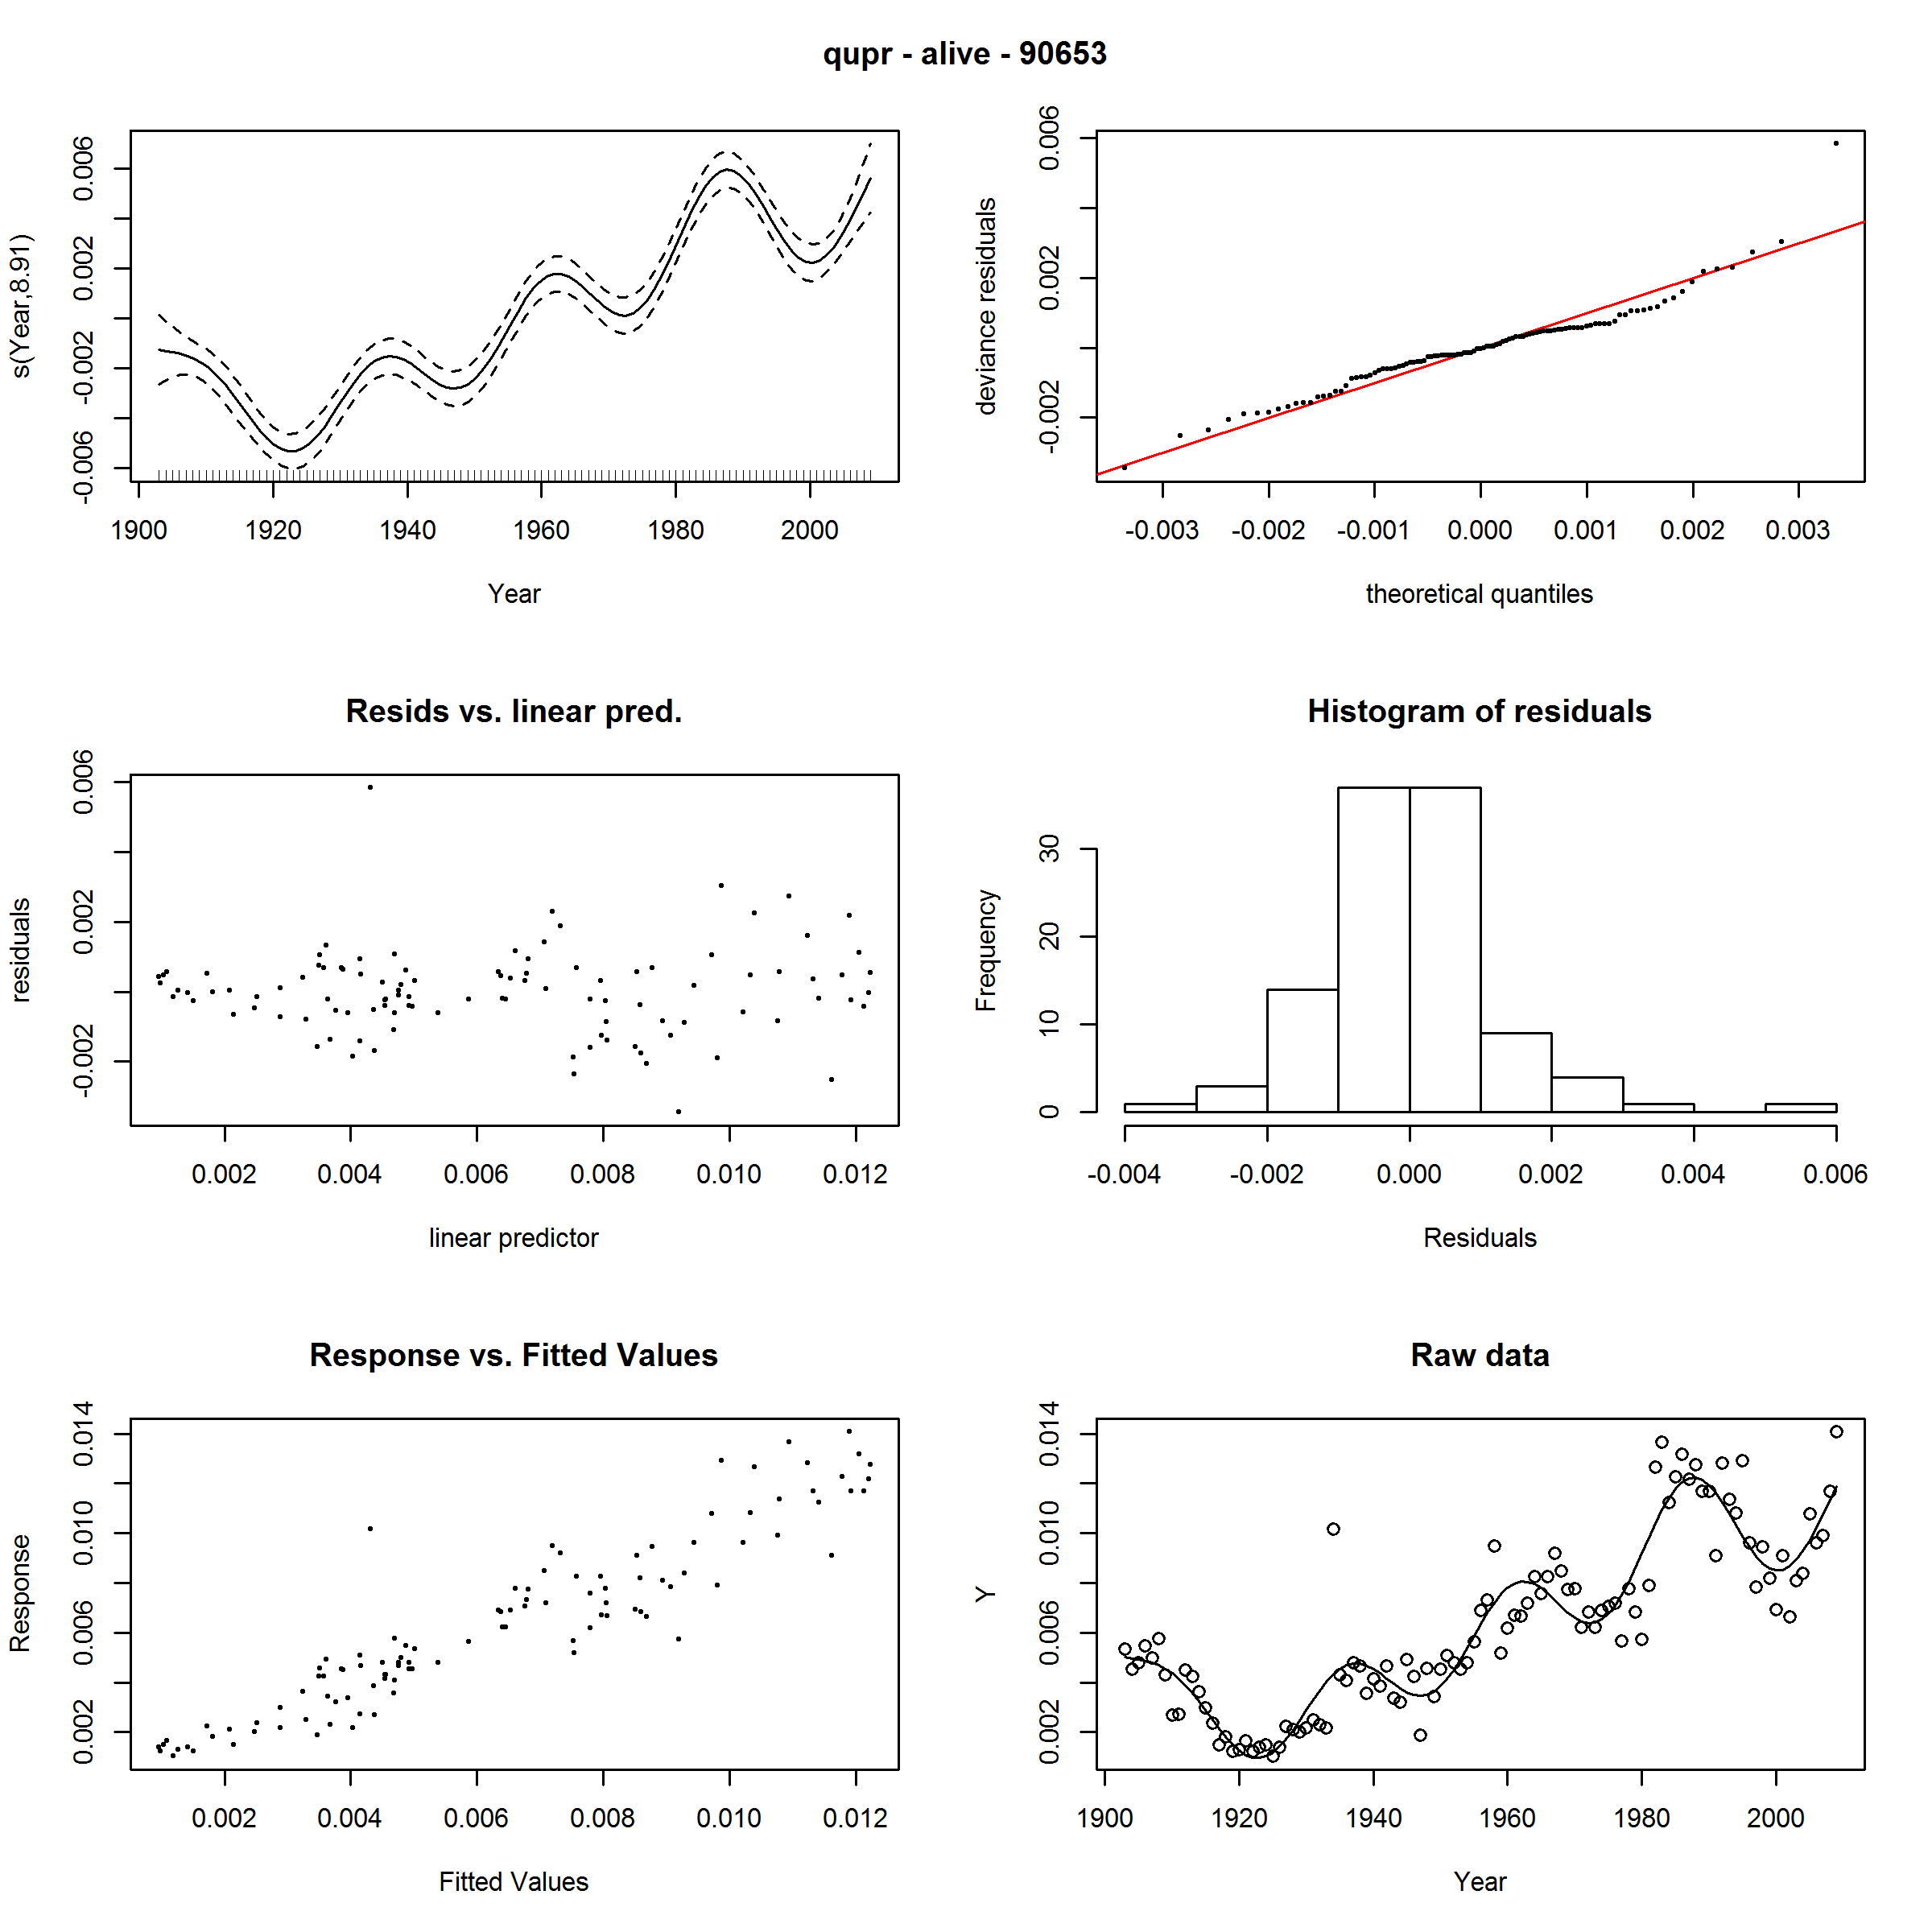 qupr - alive - 90653
s(Year,8.91)
-0.006 -0.002 0.002 0.006
1900 1920 1940 1960 1980 2000
Year
deviance residuals
-0.002 0.002 0.006
-0.003 -0.002 -0.001 0.000 0.001 0.002 0.003
theoretical quantiles
Resids vs. linear pred.
residuals
-0.002 0.002 0.006
0.002 0.004 0.006 0.008 0.010 0.012
linear predictor
Histogram of residuals
Frequency
0 10 20 30
-0.004 -0.002 0.000 0.002 0.004 0.006
Residuals
Response vs. Fitted Values
Response
0.002 0.006 0.010 0.014
0.002 0.004 0.006 0.008 0.010 0.012
Fitted Values
Raw data
Y
0.002 0.006 0.010 0.014
1900 1920 1940 1960 1980 2000
Year